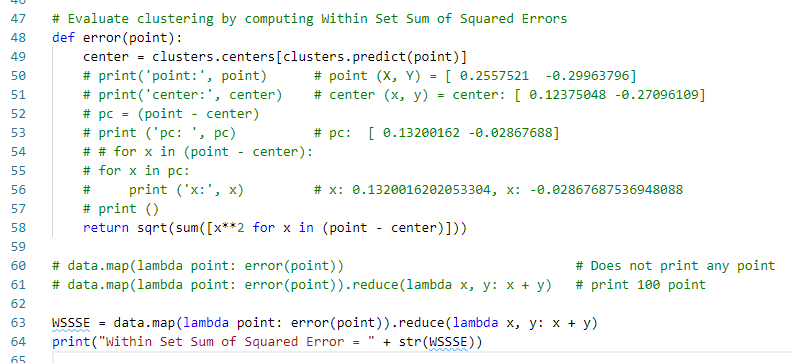 47 # Evaluate clustering by computing Within Set Sum of Squared Errors
48 def error(point):
49 center = clusters.centers[clusters.predict(point)]
50 # print('point:', point) # point (X, Y) = [ 0.2557521 -0.29963796]
51 # print('center:', center) # center (x, y) = center: [ 0.12375048 -0.27096109]
52 # pc = (point - center)
53 # print ('pc: ', pc) # pc: [ 0.13200162 -0.02867688]
54 # # for x in (point - center):
55 # for x in pc:
56 # print ('x:', x) # x: 0.1320016202053304, x: -0.02867687536948088
57 # print ()
58 return sqrt(sum([x**2 for x in (point - center)]))
59
60 # data.map(lambda point: error(point)) # Does not print any point
61 # data.map(lambda point: error(point)).reduce(lambda x, y: x + y) # print 100 point
62
63 WSSSE = data.map(lambda point: error(point)).reduce(lambda x, y: x + y)
64 print("Within Set Sum of Squared Error = " + str(WSSSE))
65